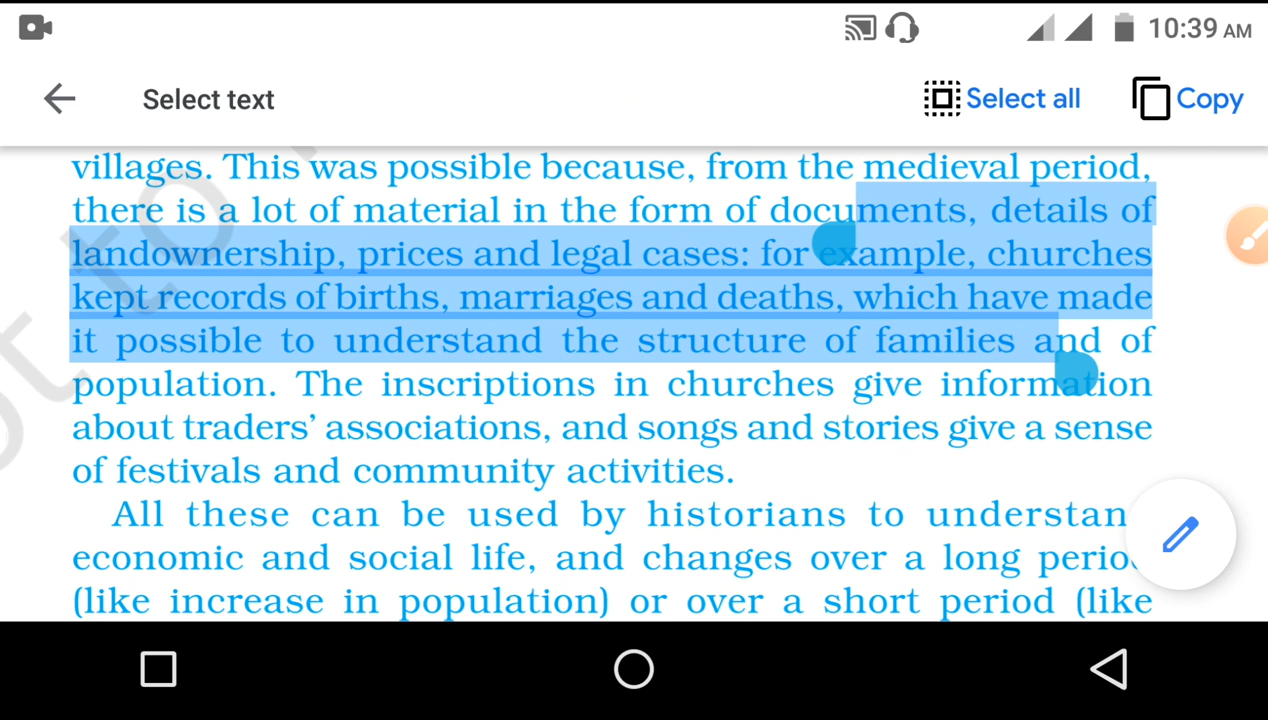 10:39 AM
Select text
Select all
Copy
villages. This was possible because, from the medieval period,
there is a lot of material in the form of documents, details of
landownership, prices and legal cases: for example, churches
kept records of births, marriages and deaths, which have made
it possible to understand the structure of families and of
population. The inscriptions in churches give information
about traders’ associations, and songs and stories give a sense
of festivals and community activities.
All these can be used by historians to understan
economic and social life, and changes over a long perio
(like increase in population) or over a short period (like